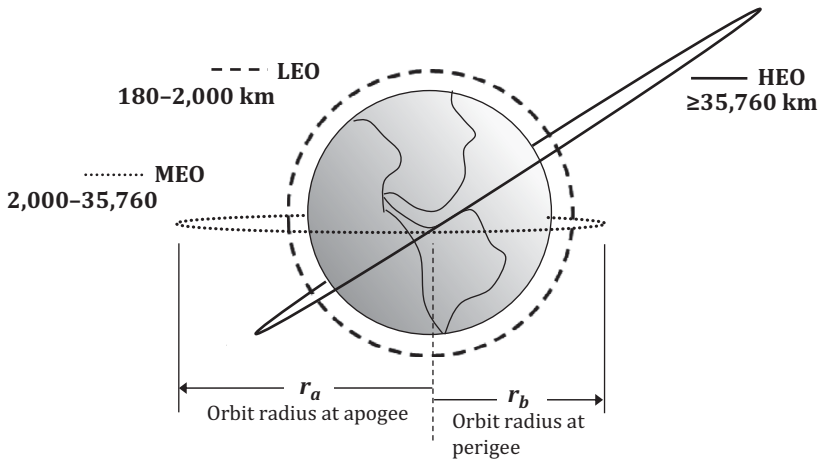 LEO
180–2,000 km
HEO
≥35,760 km
MEO
2,000–35,760
rₐ
Orbit radius at apogee
r_b
Orbit radius at
perigee